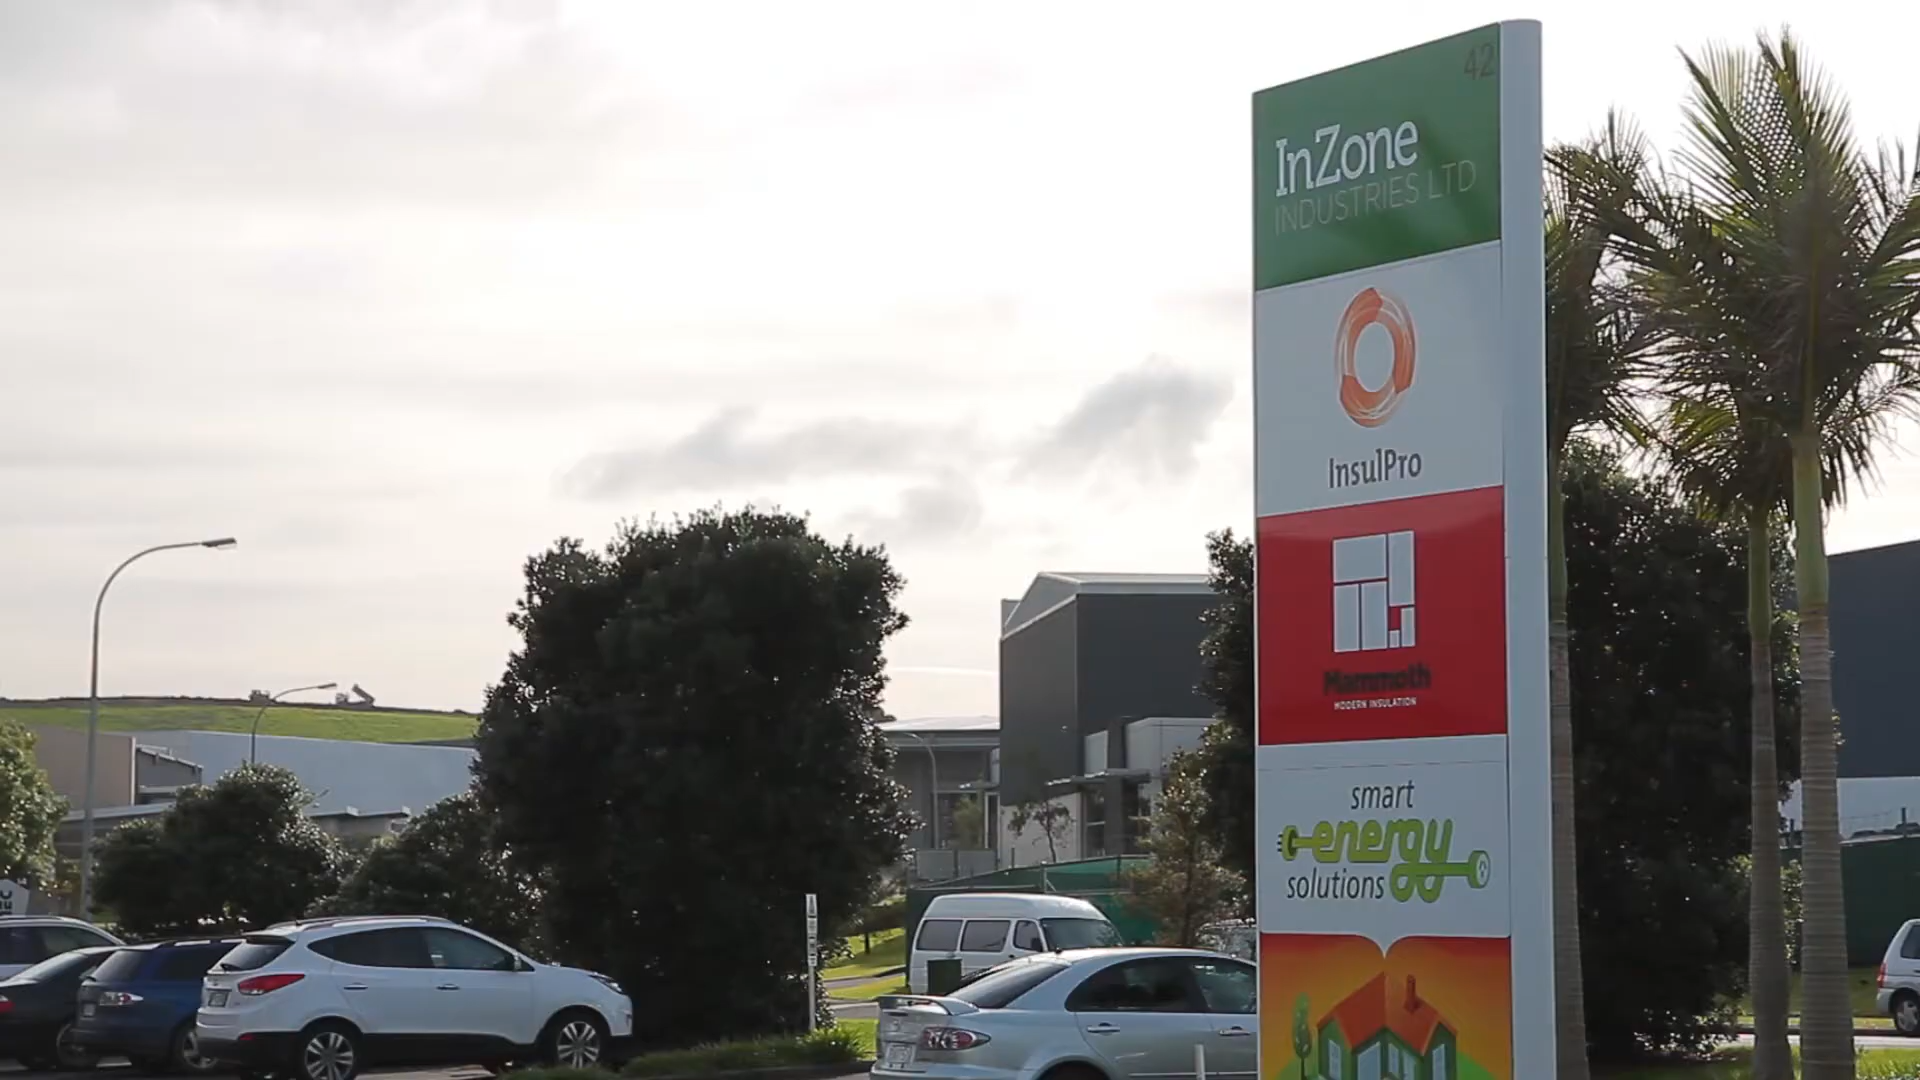 42
InZone
INDUSTRIES LTD
InsulPro
Mammoth
MODERN INSULATION
smart
energy
solutions